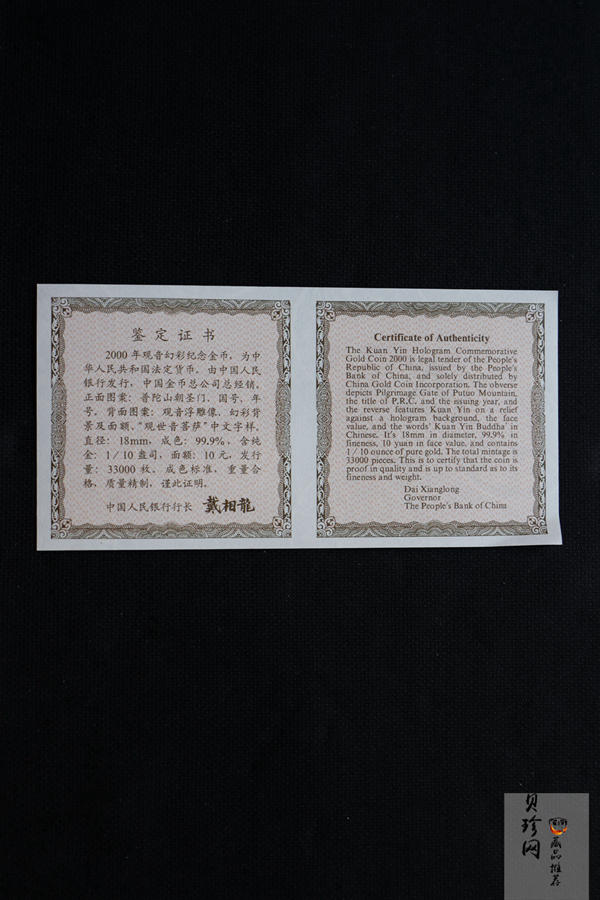 鉴定证书
2000年观音幻彩纪念金币，为中
华人民共和国法定货币，由中国人民
银行发行，中国金币总公司总经销。
正面图案：普陀山朝圣门、国号、年
号，背面图案：观音浮雕像、幻彩背
景及面额、“观世音菩萨”中文字样。
直径：18mm，成色：99.9%，含纯
金：1/10盎司，面额：10元，发行
量：33000枚，成色标准，重量合
格，质量精制，谨此证明。
中国人民银行行长 戴相龍
Certificate of Authenticity
The Kuan Yin Hologram Commemorative
Gold Coin 2000 is legal tender of the People's
Republic of China, issued by the People's
Bank of China, and solely distributed by
China Gold Coin Incorporation. The obverse
depicts Pilgrimage Gate of Putuo Mountain,
the title of P.R.C. and the issuing year, and
the reverse features Kuan Yin on a relief
against a hologram background, the face
value, and the words' Kuan Yin Buddha' in
Chinese. It's 18mm in diameter, 99.9% in
fineness, 10 yuan in face value, and contains
1/10 ounce of pure gold. The total mintage is
33000 pieces. This is to certify that the coin is
proof in quality and is up to standard as to its
fineness and weight.
Dai Xianglong
Governor
The People's Bank of China
贝珍网
藏品
推荐